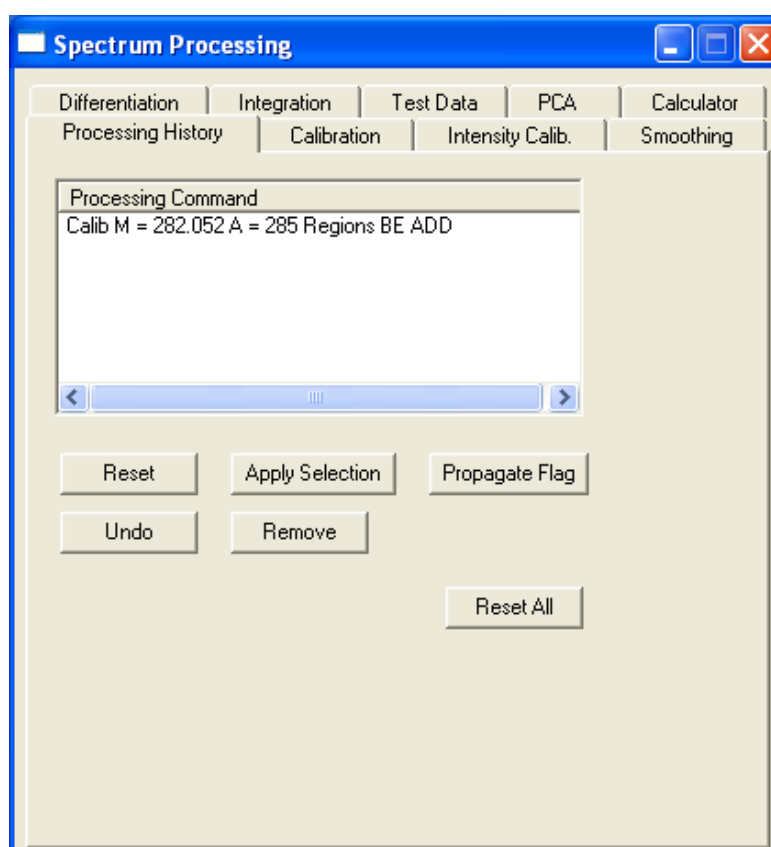 Spectrum Processing
Differentiation Integration Test Data PCA Calculator
Processing History Calibration Intensity Calib. Smoothing
Processing Command
Calib M = 282.052 A = 285 Regions BE ADD
Reset Apply Selection Propagate Flag
Undo Remove
Reset All